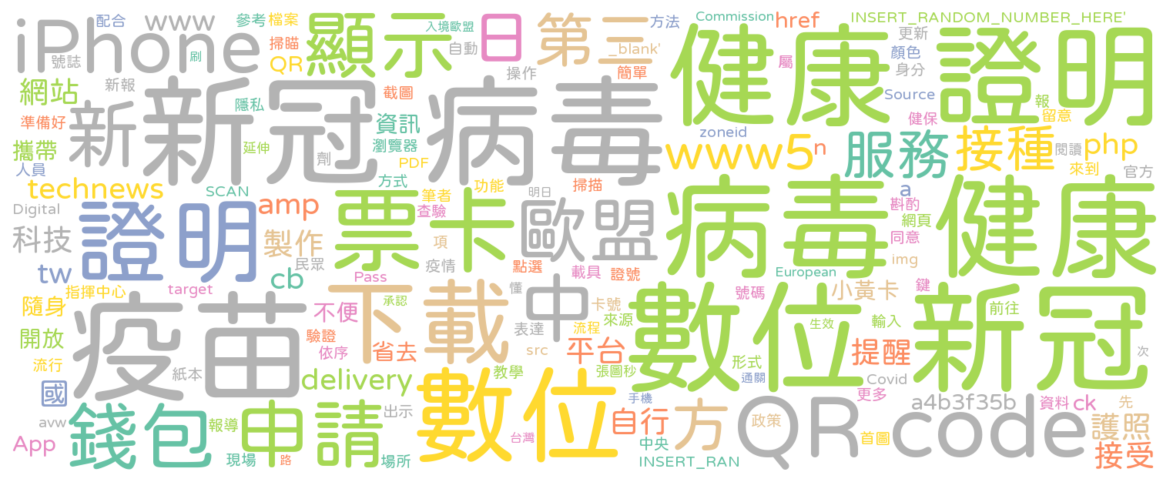 iPhone
www
配合
參考
檔案
號誌
刷
掃瞄
QR
顯示
入境歐盟
自動
日
第三
_blank'
方法
簡單
操作
Commission
href
屬
INSERT_RANDOM_NUMBER_HERE'
更新
顏色
身分
健康 證明
網站
新報
新
新冠 病毒
截圖
隱私
資訊
瀏覽器
準備好
攜帶
人員
延伸
劑
PDF
zoneid
Source
健保
報
留意
www5
n
服務
接種
閱讀
php
來到
官方
technews
SCAN
方式
筆者
功能
查驗
明日
掃描
a
斟酌
網頁
同意
Digital
科技
證明
amp
製作
民眾
票卡
項
疫情
歐盟
點選
載具
證號
病毒 健康
img
tw
cb
指揮中心
target
Pass
承認
懂
European
鍵
隨身
疫苗
不便
下載
中
表達
卡號
來源
流程
號碼
小黃卡
輸入
前往
生效
開放
驗證
依序
省去
src
平台
張圖秒
數位 新冠
形式
提醒
次
流行
紙本
delivery
教學
通關
Covid
國
錢包
申請
出示
數位
手機
自行
方
政策
QR code
更多
a4b3f35b
資料
ck
先
avw
App
報導
現場
路
場所
台灣
中央
首圖
護照
接受
INSERT_RAN